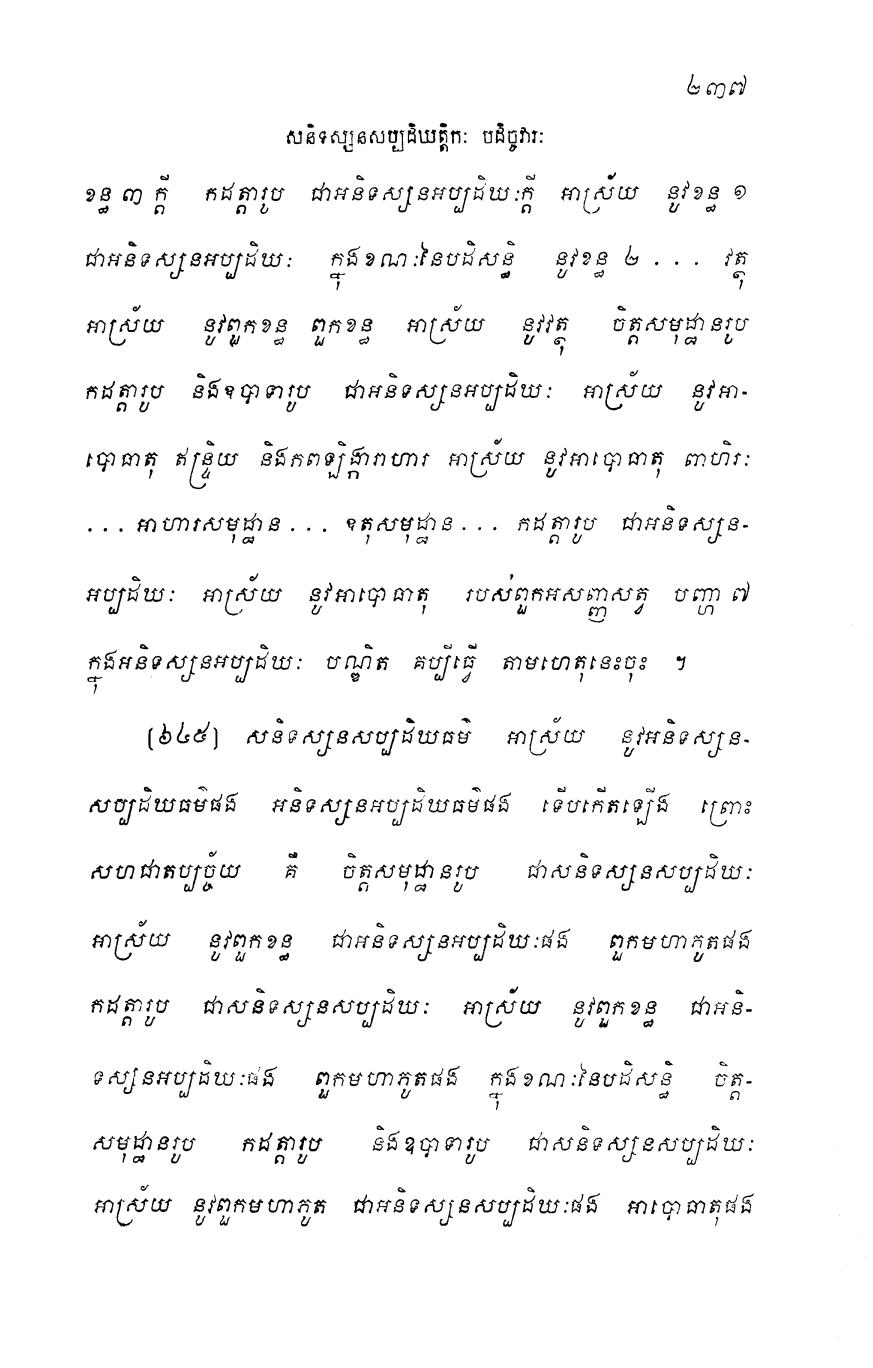 ២៣៧
សនិទស្សនសប្បដិឃត្តិកៈ បដិច្ចវារៈ
ខន្ធ ៣ ក្តី កដត្តារូប ជាអនិទស្សនអប្បដិឃៈក្តី អាស្រ័យ នូវខន្ធ ១
ជាអនិទស្សនអប្បដិឃៈ ក្នុងខណៈនៃបដិសន្ធិ នូវខន្ធ ២ . . . វត្ថុ
អាស្រ័យ នូវពួកខន្ធ ពួកខន្ធ អាស្រ័យ នូវវត្ថុ ចិត្តសមុដ្ឋានរូប
កដត្តារូប និងឧបាទារូប ជាអនិទស្សនអប្បដិឃៈ អាស្រ័យ នូវអា-
បោធាតុ ឥន្ទ្រិយ និងកពឡិង្ការាហារ អាស្រ័យ នូវអាបោធាតុ ពាហិរៈ
. . . អាហារសមុដ្ឋាន . . . ឧតុសមុដ្ឋាន . . . កដត្តារូប ជាអនិទស្សន-
អប្បដិឃៈ អាស្រ័យ នូវអាបោធាតុ របស់ពួកអសញ្ញសត្វ បញ្ហា ៧
ក្នុងអនិទស្សនអប្បដិឃៈ បណ្ឌិត គប្បីធ្វើ តាមហេតុនេះចុះ ។
(៦៤៥) សនិទស្សនសប្បដិឃធម៌ អាស្រ័យ នូវអនិទស្សន-
សប្បដិឃធម៌ផង អនិទស្សនអប្បដិឃធម៌ផង ទើបកើតឡើង ព្រោះ
សហជាតប្បច្ច័យ គឺ ចិត្តសមុដ្ឋានរូប ជាសនិទស្សនសប្បដិឃៈ
អាស្រ័យ នូវពួកខន្ធ ជាអនិទស្សនអប្បដិឃៈផង ពួកមហាភូតផង
កដត្តារូប ជាសនិទស្សនសប្បដិឃៈ អាស្រ័យ នូវពួកខន្ធ ជាអនិ-
ទស្សនអប្បដិឃៈផង ពួកមហាភូតផង ក្នុងខណៈនៃបដិសន្ធិ ចិត្ត-
សមុដ្ឋានរូប កដត្តារូប និងឧបាទារូប ជាសនិទស្សនសប្បដិឃៈ
អាស្រ័យ នូវពួកមហាភូត ជាអនិទស្សនសប្បដិឃៈផង អាបោធាតុផង